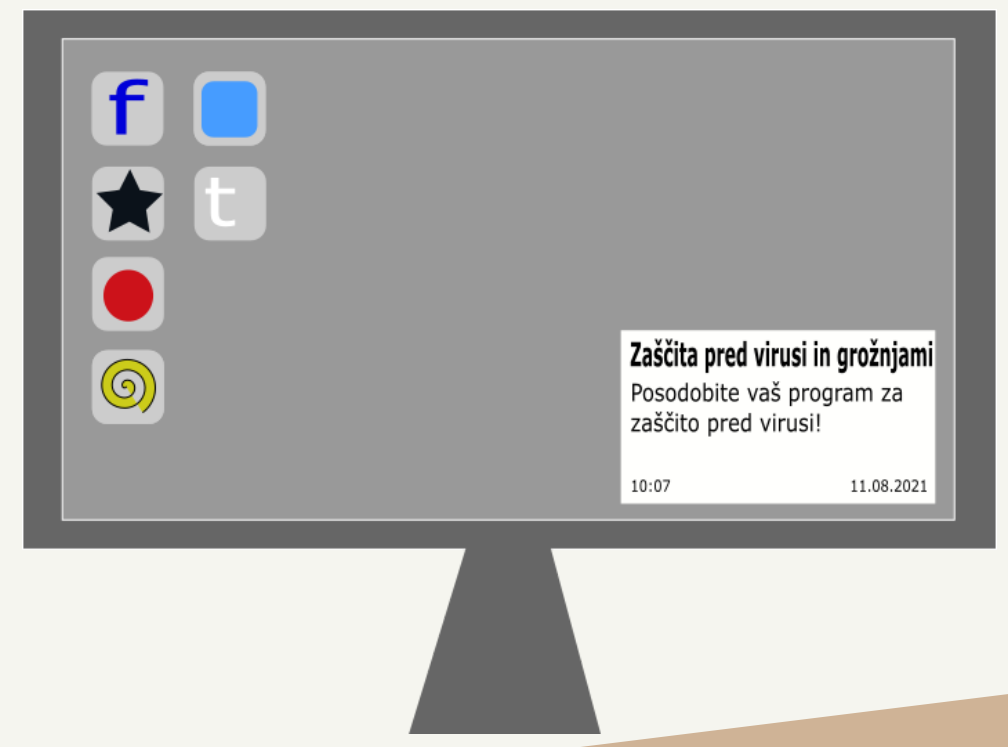 f
t
Zaščita pred virusi in grožnjami
Posodobite vaš program za
zaščito pred virusi!
10:07 11.08.2021